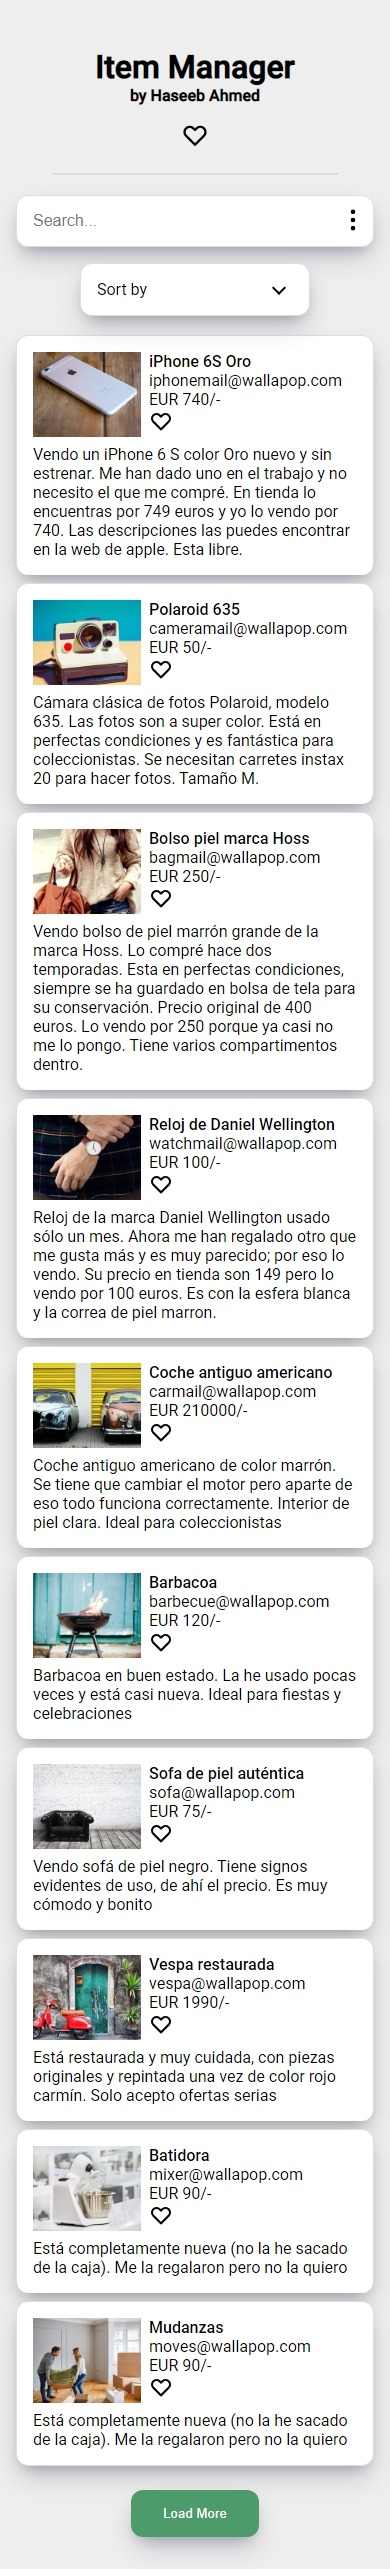 Item Manager
by Haseeb Ahmed
Search...
Sort by
iPhone 6S Oro
iphonemail@wallapop.com
EUR 740/-
Vendo un iPhone 6 S color Oro nuevo y sin
estrenar. Me han dado uno en el trabajo y no
necesito el que me compré. En tienda lo
encuentras por 749 euros y yo lo vendo por
740. Las descripciones las puedes encontrar
en la web de apple. Esta libre.
Polaroid 635
cameramail@wallapop.com
EUR 50/-
Cámara clásica de fotos Polaroid, modelo
635. Las fotos son a super color. Está en
perfectas condiciones y es fantástica para
coleccionistas. Se necesitan carretes instax
20 para hacer fotos. Tamaño M.
Bolso piel marca Hoss
bagmail@wallapop.com
EUR 250/-
Vendo bolso de piel marrón grande de la
marca Hoss. Lo compré hace dos
temporadas. Esta en perfectas condiciones,
siempre se ha guardado en bolsa de tela para
su conservación. Precio original de 400
euros. Lo vendo por 250 porque ya casi no
me lo pongo. Tiene varios compartimentos
dentro.
Reloj de Daniel Wellington
watchmail@wallapop.com
EUR 100/-
Reloj de la marca Daniel Wellington usado
sólo un mes. Ahora me han regalado otro que
me gusta más y es muy parecido; por eso lo
vendo. Su precio en tienda son 149 pero lo
vendo por 100 euros. Es con la esfera blanca
y la correa de piel marron.
Coche antiguo americano
carmail@wallapop.com
EUR 210000/-
Coche antiguo americano de color marrón.
Se tiene que cambiar el motor pero aparte de
eso todo funciona correctamente. Interior de
piel clara. Ideal para coleccionistas
Barbacoa
barbecue@wallapop.com
EUR 120/-
Barbacoa en buen estado. La he usado pocas
veces y está casi nueva. Ideal para fiestas y
celebraciones
Sofa de piel auténtica
sofa@wallapop.com
EUR 75/-
Vendo sofá de piel negro. Tiene signos
evidentes de uso, de ahí el precio. Es muy
cómodo y bonito
Vespa restaurada
vespa@wallapop.com
EUR 1990/-
Está restaurada y muy cuidada, con piezas
originales y repintada una vez de color rojo
carmín. Solo acepto ofertas serias
Batidora
mixer@wallapop.com
EUR 90/-
Está completamente nueva (no la he sacado
de la caja). Me la regalaron pero no la quiero
Mudanzas
moves@wallapop.com
EUR 90/-
Está completamente nueva (no la he sacado
de la caja). Me la regalaron pero no la quiero
Load More